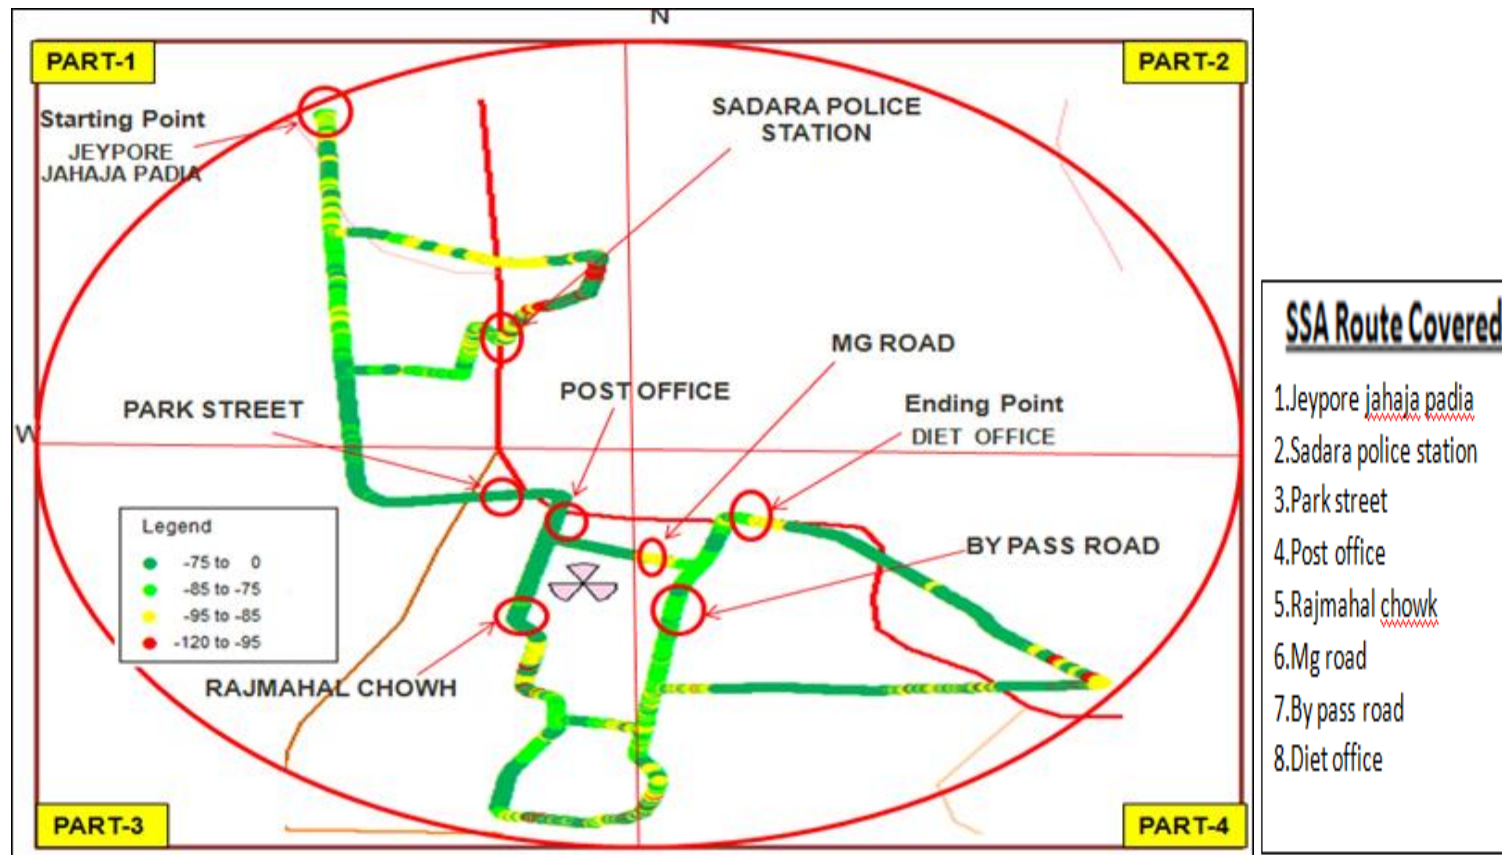 N
PART-1
PART-2
Starting Point
JEYPORE
JAHAJA PADIA
SADARA POLICE
STATION
MG ROAD
POST OFFICE
PARK STREET
Ending Point
DIET OFFICE
W
Legend
-75 to 0
-85 to -75
-95 to -85
-120 to -95
BY PASS ROAD
RAJMAHAL CHOWH
PART-3
PART-4
SSA Route Covered
1.Jeypore jahaja padia
2.Sadara police station
3.Park street
4.Post office
5.Rajmahal chowk
6.Mg road
7.By pass road
8.Diet office